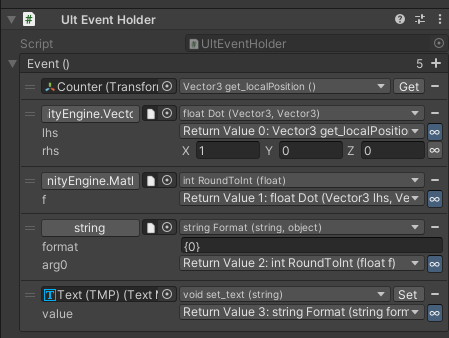 Ult Event Holder
Script UltEventHolder
Event () 5
Counter (Transform Vector3 get_localPosition () Get
ityEngine.Vecto float Dot (Vector3, Vector3)
lhs Return Value 0: Vector3 get_localPositio
rhs X 1 Y 0 Z 0
nityEngine.Matl int RoundToInt (float)
f Return Value 1: float Dot (Vector3 lhs, Ve
string string Format (string, object)
format {0}
arg0 Return Value 2: int RoundToInt (float f)
Text (TMP) (Text M void set_text (string) Set
value Return Value 3: string Format (string form